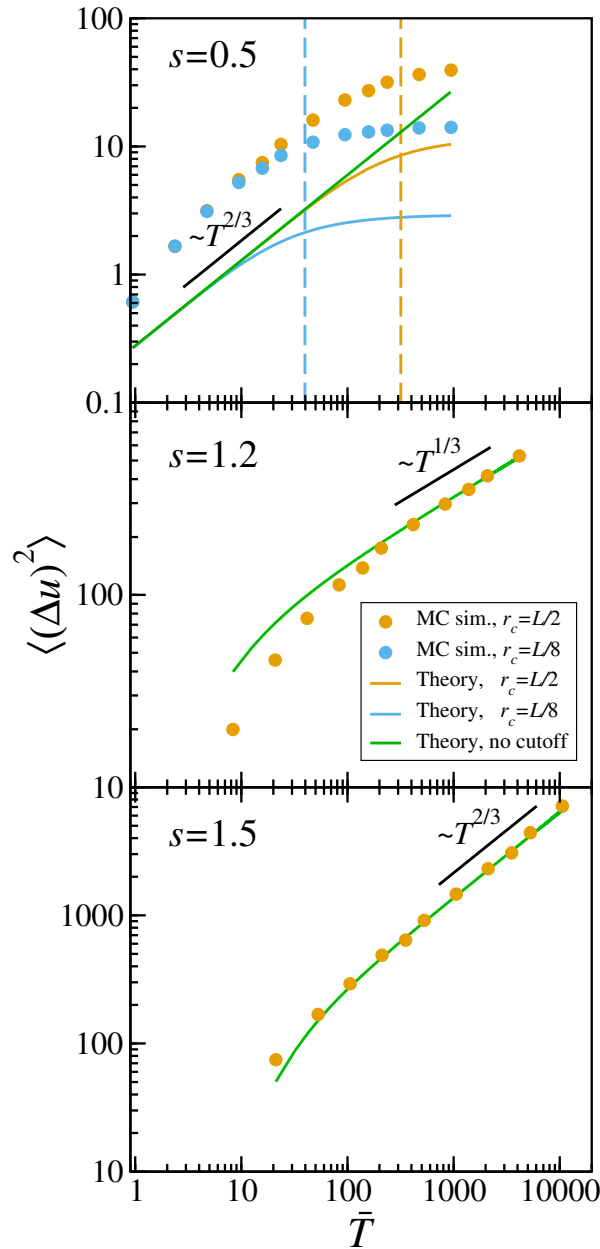 100
s=0.5
10
~T^{2/3}
1
0.1
s=1.2
~T^{1/3}
⟨(Δu)^2⟩
100
MC sim., r_c=L/2
MC sim., r_c=L/8
Theory, r_c=L/2
Theory, r_c=L/8
Theory, no cutoff
10
s=1.5
~T^{2/3}
1000
100
10
1 10 100 1000 10000
T̄